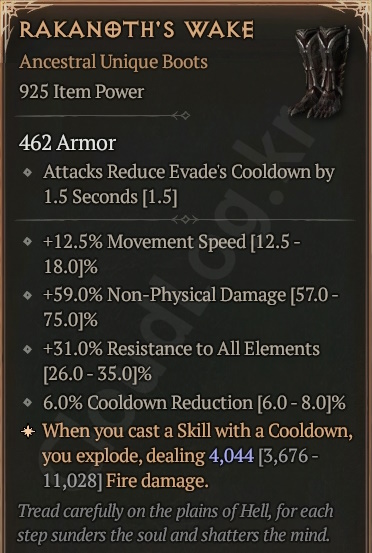 RAKANOTH'S WAKE
Ancestral Unique Boots
925 Item Power
462 Armor
Attacks Reduce Evade's Cooldown by
1.5 Seconds [1.5]
+12.5% Movement Speed [12.5 -
18.0]%
+59.0% Non-Physical Damage [57.0 -
75.0]%
+31.0% Resistance to All Elements
[26.0 - 35.0]%
6.0% Cooldown Reduction [6.0 - 8.0]%
When you cast a Skill with a Cooldown,
you explode, dealing 4,044 [3,676 -
11,028] Fire damage.
Tread carefully on the plains of Hell, for each
step sunders the soul and shatters the mind.